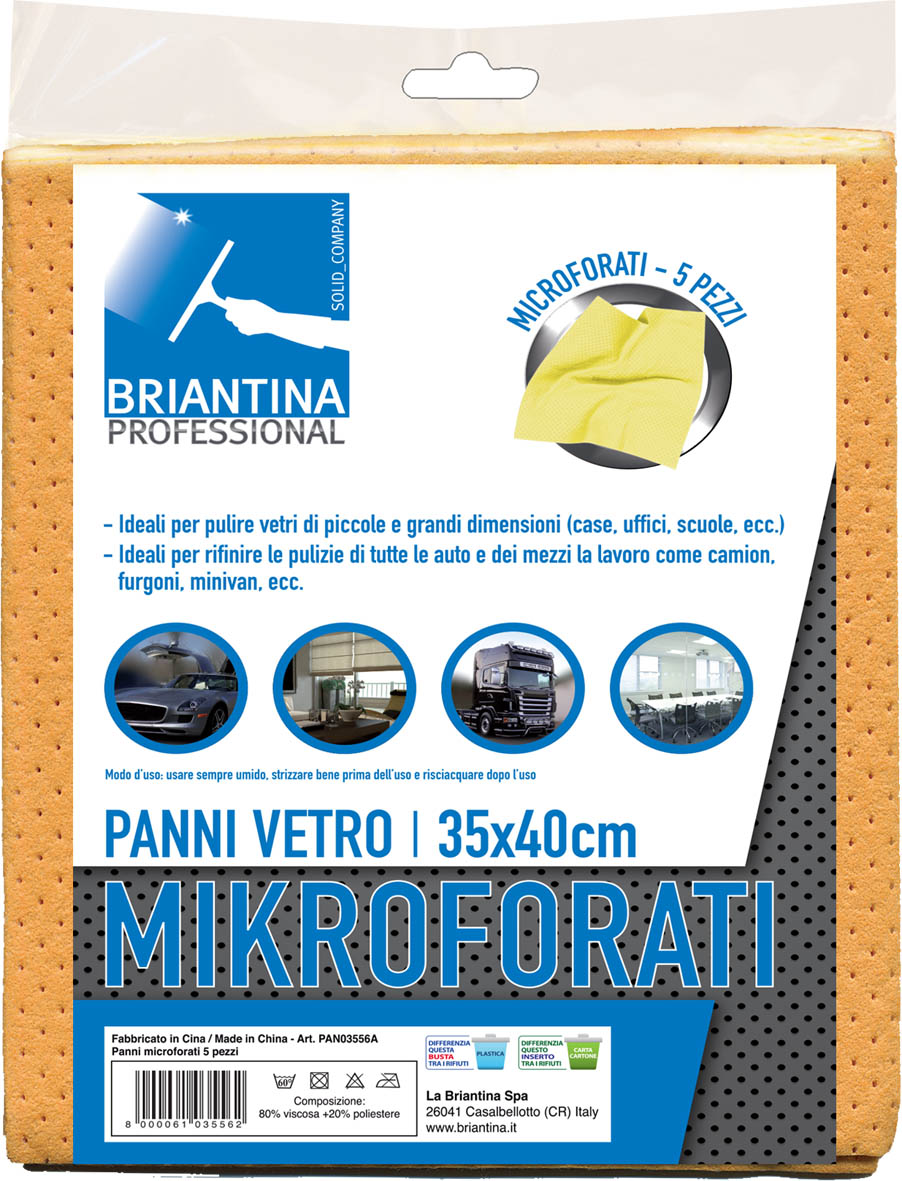 SOLID_COMPANY
BRIANTINA
PROFESSIONAL
MICROFORATI - 5 PEZZI
- Ideali per pulire vetri di piccole e grandi dimensioni (case, uffici, scuole, ecc.)
- Ideali per rifinire le pulizie di tutte le auto e dei mezzi la lavoro come camion,
furgoni, minivan, ecc.
Modo d'uso: usare sempre umido, strizzare bene prima dell'uso e risciacquare dopo l'uso
PANNI VETRO | 35x40cm
MIKROFORATI
Fabbricato in Cina / Made in China - Art. PAN03556A
Panni microforati 5 pezzi
8 000061 035562
60°
Composizione:
80% viscosa +20% poliestere
DIFFERENZIA
QUESTA
BUSTA
TRA I RIFIUTI
PLASTICA
DIFFERENZIA
QUESTO
INSERTO
TRA I RIFIUTI
CARTA
CARTONE
La Briantina Spa
26041 Casalbellotto (CR) Italy
www.briantina.it